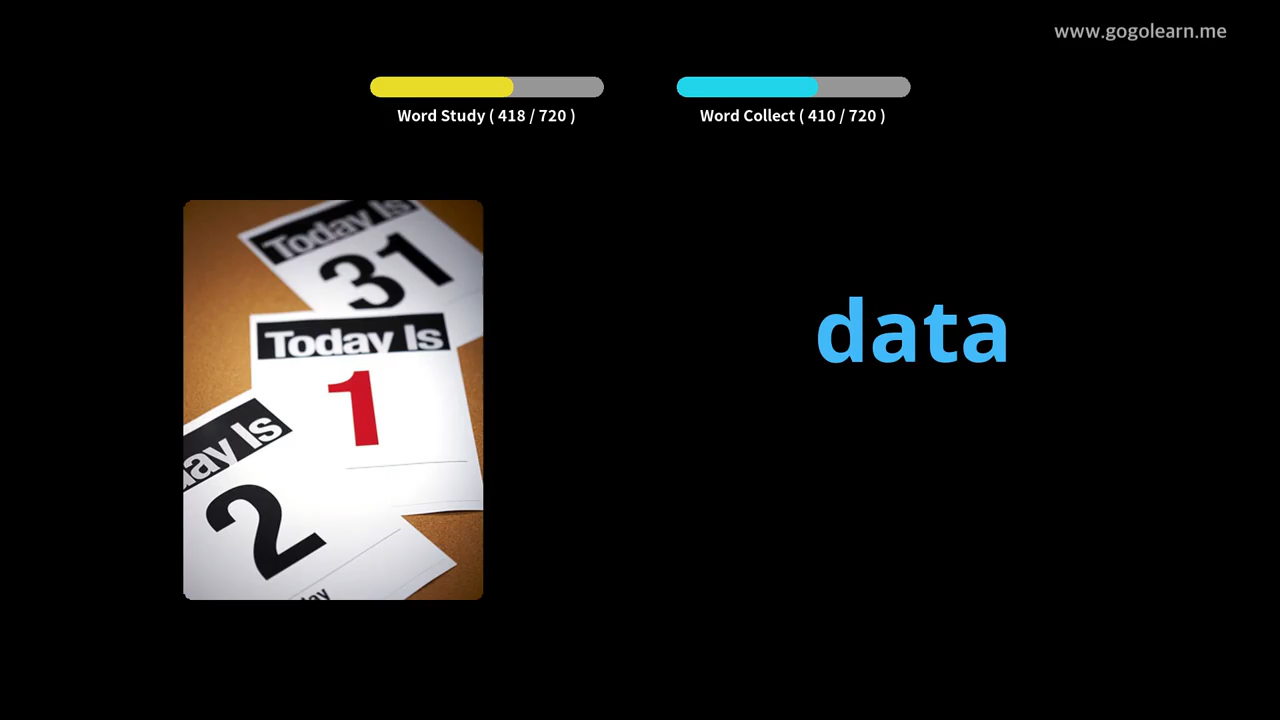 www.gogolearn.me
Word Study ( 418 / 720 )
Word Collect ( 410 / 720 )
Today Is
31
Today Is
1
ay Is
2
data